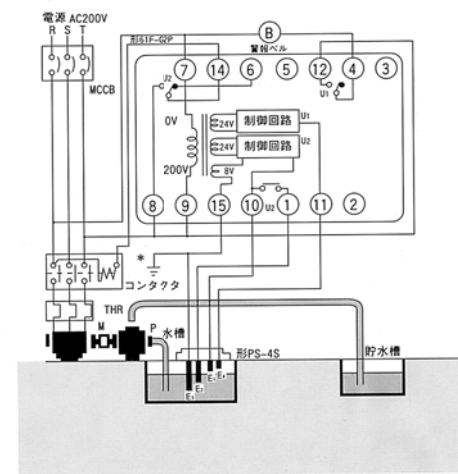 電源 AC200V
R S T
MCCB
形61F-G2P
B
警報ベル
7 14 6 5 12 4 3
U2
U1
0V
200V
24V 制御回路 U1
24V 制御回路
8V
U2
8 9 15 10 1 11 2
*
コンタクタ
THR
M
P 水槽
形PS-4S
貯水槽
E1 E2 E3 E4